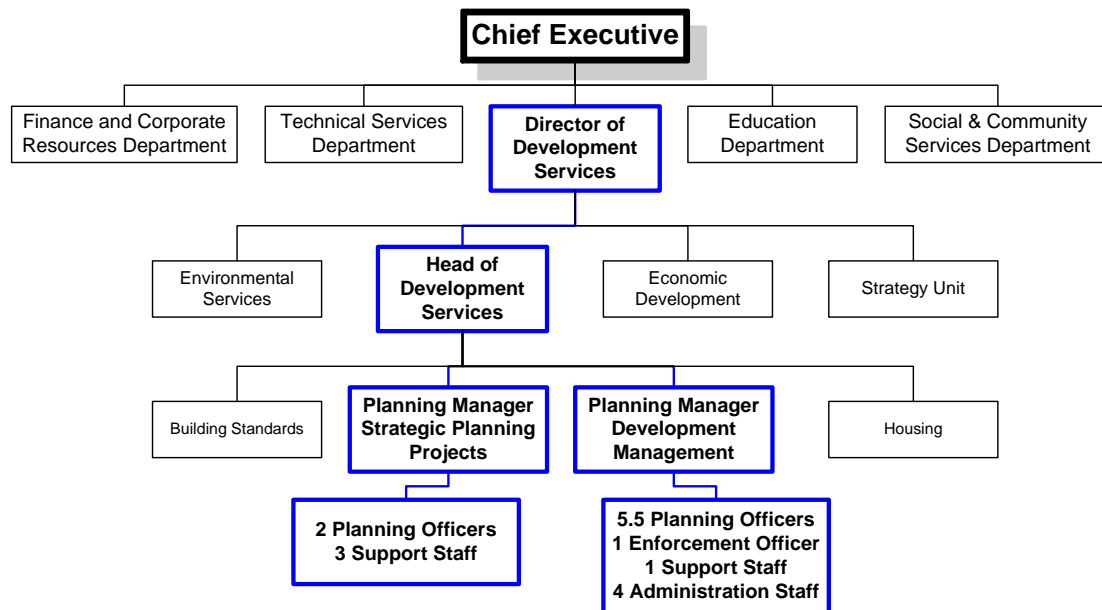 Chief Executive
Finance and Corporate
Resources Department
Technical Services
Department
Director of
Development
Services
Education
Department
Social & Community
Services Department
Environmental
Services
Head of
Development
Services
Economic
Development
Strategy Unit
Building Standards
Planning Manager
Strategic Planning
Projects
Planning Manager
Development
Management
Housing
2 Planning Officers
3 Support Staff
5.5 Planning Officers
1 Enforcement Officer
1 Support Staff
4 Administration Staff